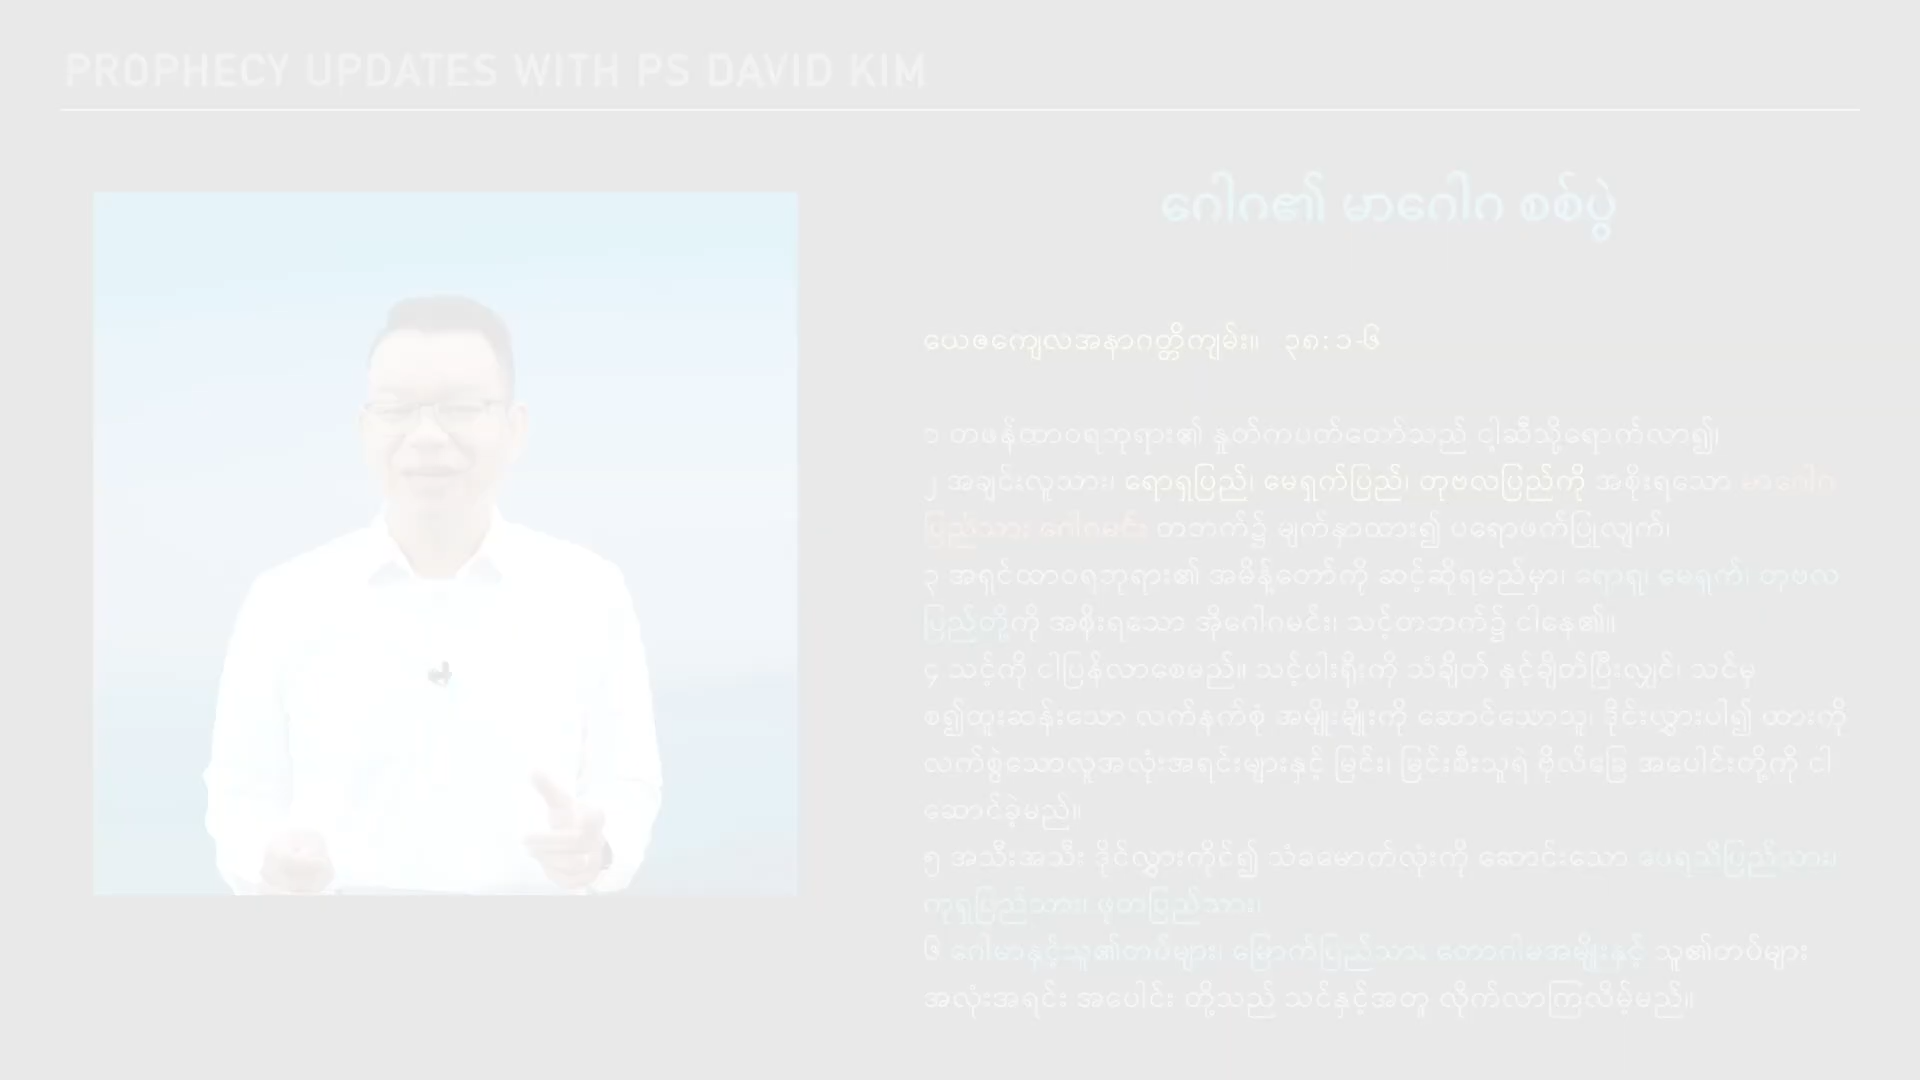 PROPHECY UPDATES WITH PS DAVID KIM
ဂေါဂ၏ မာဂေါဂ စစ်ပွဲ
ယေဇကျေလအနာဂတ္တိကျမ်း။ ၃၈:၁-၆
၁ တဖန်ထာဝရဘုရား၏ နှုတ်ကပတ်တော်သည် ငါ့ဆီသို့ရောက်လာ၍၊
၂ အချင်းလူသား၊ ရောရှပြည်၊ မေရှက်ပြည်၊ တုဗလပြည်ကို အစိုးရသော မာဂေါဂ
ပြည်သား ဂေါဂမင်း တဘက်၌ မျက်နှာထား၍ ပရောဖက်ပြုလျက်၊
၃ အရှင်ထာဝရဘုရား၏ အမိန့်တော်ကို ဆင့်ဆိုရမည်မှာ၊ ရောရှ၊ မေရှက်၊ တုဗလ
ပြည်တို့ကို အစိုးရသော အိုဂေါဂမင်း၊ သင့်တဘက်၌ ငါနေ၏။
၄ သင့်ကို ငါပြန်လာစေမည်။ သင့်ပါးရိုးကို သံချိတ် နှင့်ချိတ်ပြီးလျှင်၊ သင်မှ
စ၍တူးဆန်းသော လက်နက်စုံ အမျိုးမျိုးကို ဆောင်သောသူ၊ ဒိုင်းလွှားပါ၍ ထားကို
လက်စွဲသောလူအလုံးအရင်းများနှင့် မြင်း၊ မြင်းစီးသူရဲ ဗိုလ်ခြေ အပေါင်းတို့ကို ငါ
ဆောင်ခဲ့မည်။
၅ အသီးအသီး ဒိုင်လွှားကိုင်၍ သံခမောက်လုံးကို ဆောင်းသော ပေရသိပြည်သား၊
ကုရှပြည်သား၊ ဖုတပြည်သား၊
၆ ဂေါမာနှင့်သူ၏တပ်များ၊ မြောက်ပြည်သား တောဂါမအမျိုးနှင့် သူ၏တပ်များ
အလုံးအရင်း အပေါင်း တို့သည် သင်နှင့်အတူ လိုက်လာကြလိမ့်မည်။